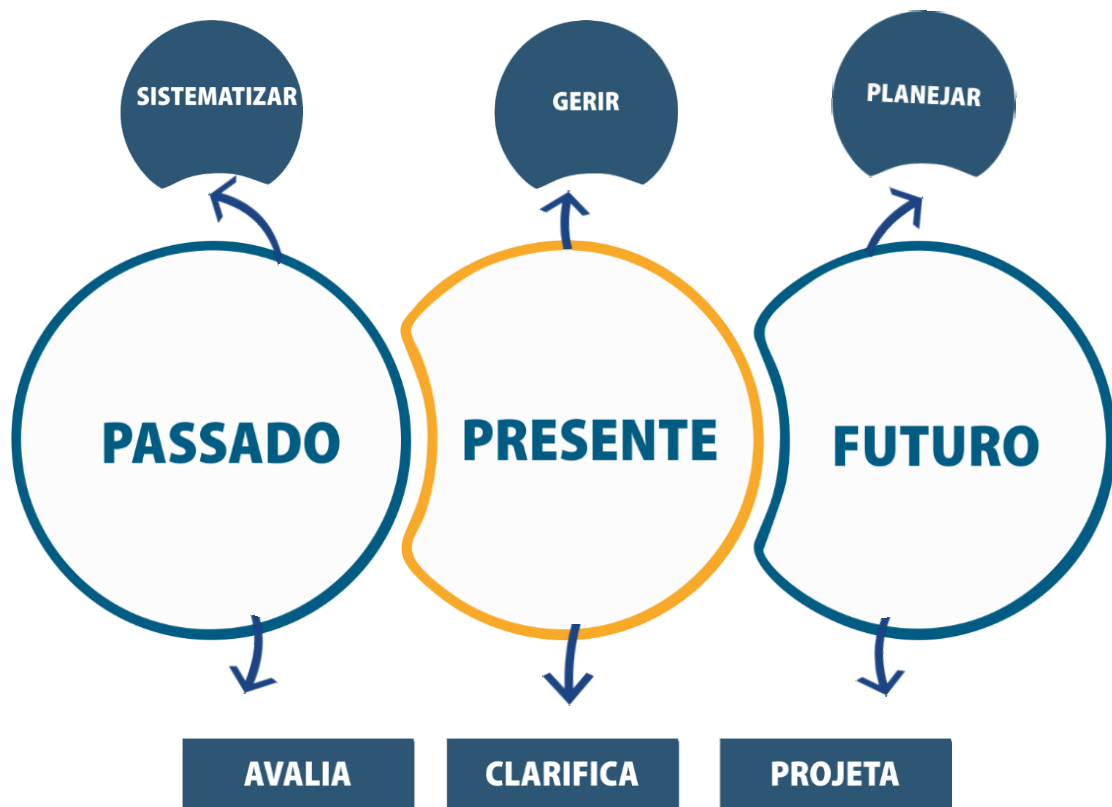 SISTEMATIZAR
GERIR
PLANEJAR
PASSADO
PRESENTE
FUTURO
AVALIA
CLARIFICA
PROJETA